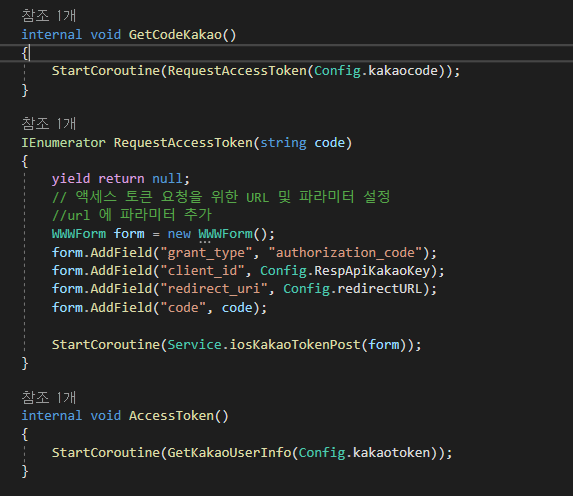 참조 1개
internal void GetCodeKakao()
{
StartCoroutine(RequestAccessToken(Config.kakaocode));
}
참조 1개
IEnumerator RequestAccessToken(string code)
{
yield return null;
// 액세스 토큰 요청을 위한 URL 및 파라미터 설정
//url 에 파라미터 추가
WWWForm form = new WWWForm();
form.AddField("grant_type", "authorization_code");
form.AddField("client_id", Config.RespApiKakaoKey);
form.AddField("redirect_uri", Config.redirectURL);
form.AddField("code", code);
StartCoroutine(Service.iosKakaoTokenPost(form));
}
참조 1개
internal void AccessToken()
{
StartCoroutine(GetKakaoUserInfo(Config.kakaotoken));
}